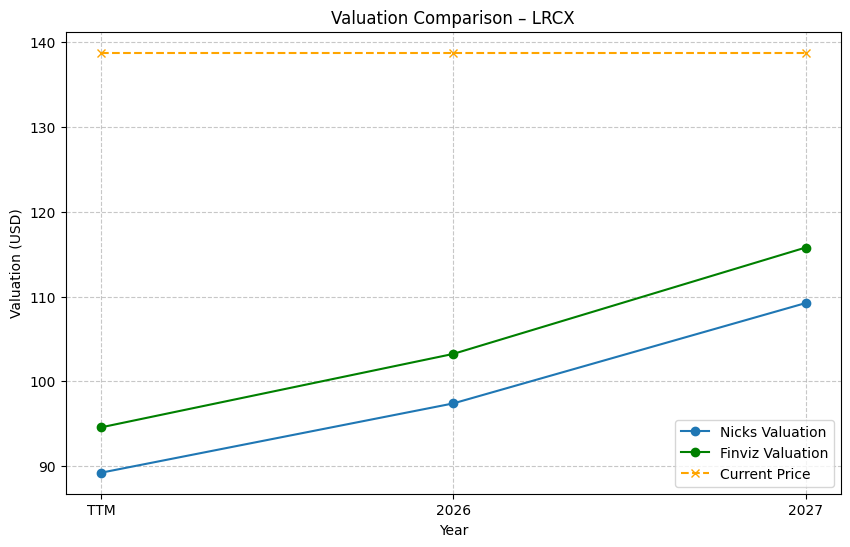 Valuation Comparison – LRCX
Valuation (USD)
140
130
120
110
100
90
TTM
2026
2027
Year
Nicks Valuation
Finviz Valuation
Current Price